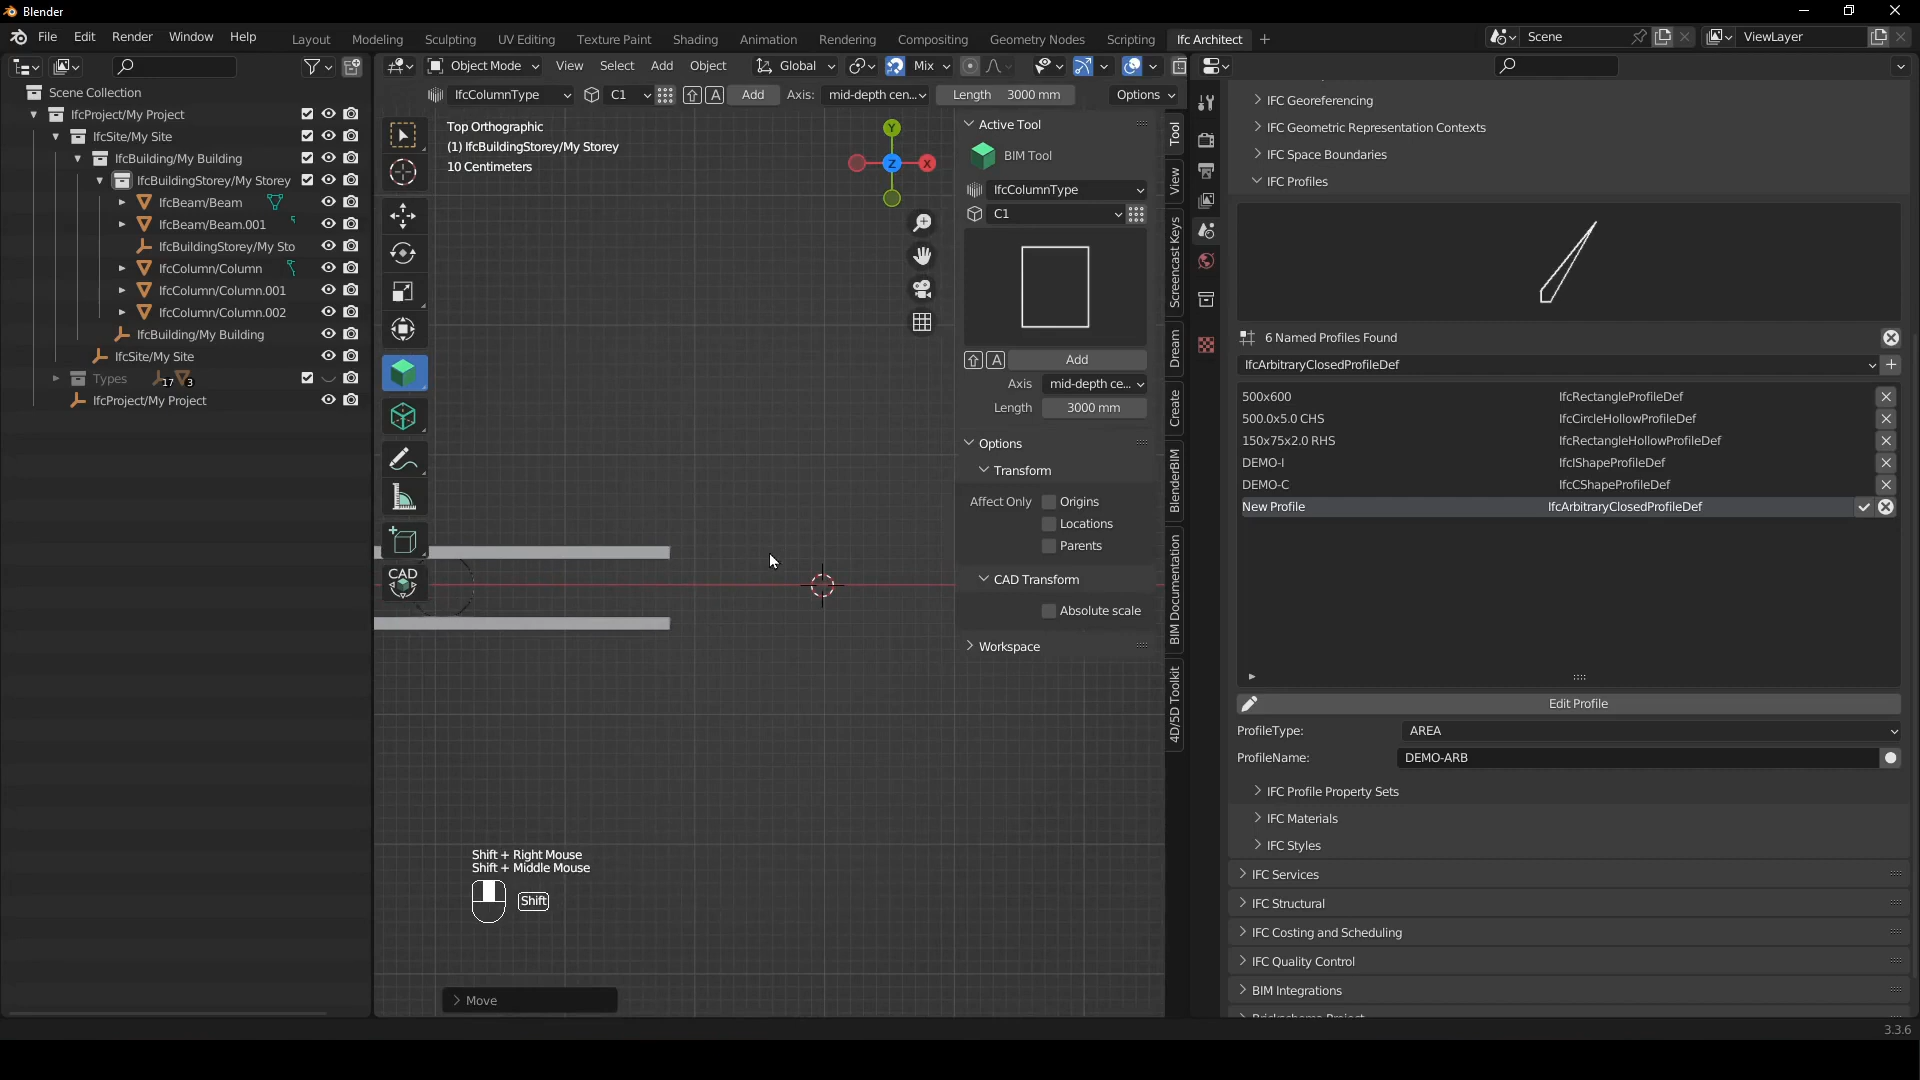 Blender
File Edit Render Window Help
Layout Modeling Sculpting UV Editing Texture Paint Shading Animation Rendering Compositing Geometry Nodes Scripting Ifc Architect
Scene
ViewLayer
Object Mode View Select Add Object Global Mix
IfcColumnType C1 Add Axis: mid-depth cen... Length 3000 mm Options
Scene Collection
IfcProject/My Project
IfcSite/My Site
IfcBuilding/My Building
IfcBuildingStorey/My Storey
IfcBeam/Beam
IfcBeam/Beam.001
IfcBuildingStorey/My Sto
IfcColumn/Column
IfcColumn/Column.001
IfcColumn/Column.002
IfcBuilding/My Building
IfcSite/My Site
Types 17 3
IfcProject/My Project
Top Orthographic
(1) IfcBuildingStorey/My Storey
10 Centimeters
Y
Z
X
CAD
Shift + Right Mouse
Shift + Middle Mouse
Shift
Move
Active Tool
BIM Tool
IfcColumnType
C1
A Add
Axis mid-depth ce...
Length 3000 mm
Options
Transform
Affect Only Origins
Locations
Parents
CAD Transform
Absolute scale
Workspace
Tool
View
Screencast Keys
Dream
Create
BlenderBIM
BIM Documentation
4D/5D Toolkit
IFC Georeferencing
IFC Geometric Representation Contexts
IFC Space Boundaries
IFC Profiles
6 Named Profiles Found
IfcArbitraryClosedProfileDef
500x600 IfcRectangleProfileDef
500.0x5.0 CHS IfcCircleHollowProfileDef
150x75x2.0 RHS IfcRectangleHollowProfileDef
DEMO-I IfcIShapeProfileDef
DEMO-C IfcCShapeProfileDef
New Profile IfcArbitraryClosedProfileDef
Edit Profile
ProfileType: AREA
ProfileName: DEMO-ARB
IFC Profile Property Sets
IFC Materials
IFC Styles
IFC Services
IFC Structural
IFC Costing and Scheduling
IFC Quality Control
BIM Integrations
3.3.6